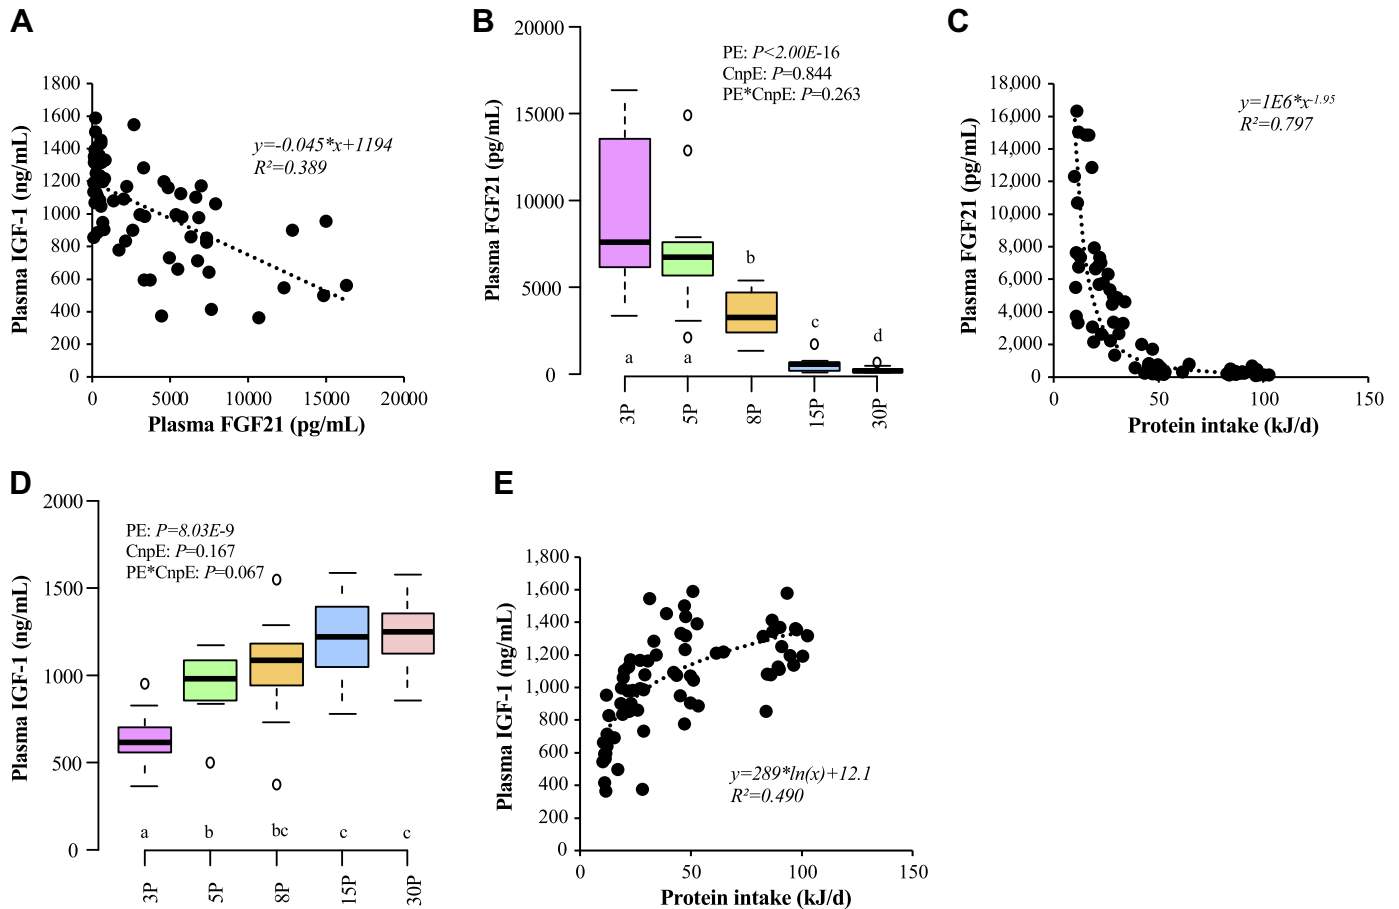 A
Plasma IGF-1 (ng/mL)
1800
1600
1400
1200
1000
800
600
400
200
0
y=-0.045*x+1194
R²=0.389
0 5000 10000 15000 20000
Plasma FGF21 (pg/mL)
B
Plasma FGF21 (pg/mL)
20000
15000
10000
5000
0
PE: P<2.00E-16
CnpE: P=0.844
PE*CnpE: P=0.263
a a b c d
3P 5P 8P 15P 30P
C
Plasma FGF21 (pg/mL)
18,000
16,000
14,000
12,000
10,000
8,000
6,000
4,000
2,000
0
y=1E6*x-1.95
R²=0.797
0 50 100 150
Protein intake (kJ/d)
D
Plasma IGF-1 (ng/mL)
2000
1500
1000
500
0
PE: P=8.03E-9
CnpE: P=0.167
PE*CnpE: P=0.067
a b bc c c
3P 5P 8P 15P 30P
E
Plasma IGF-1 (ng/mL)
1,800
1,600
1,400
1,200
1,000
800
600
400
200
0
y=289*ln(x)+12.1
R²=0.490
0 50 100 150
Protein intake (kJ/d)